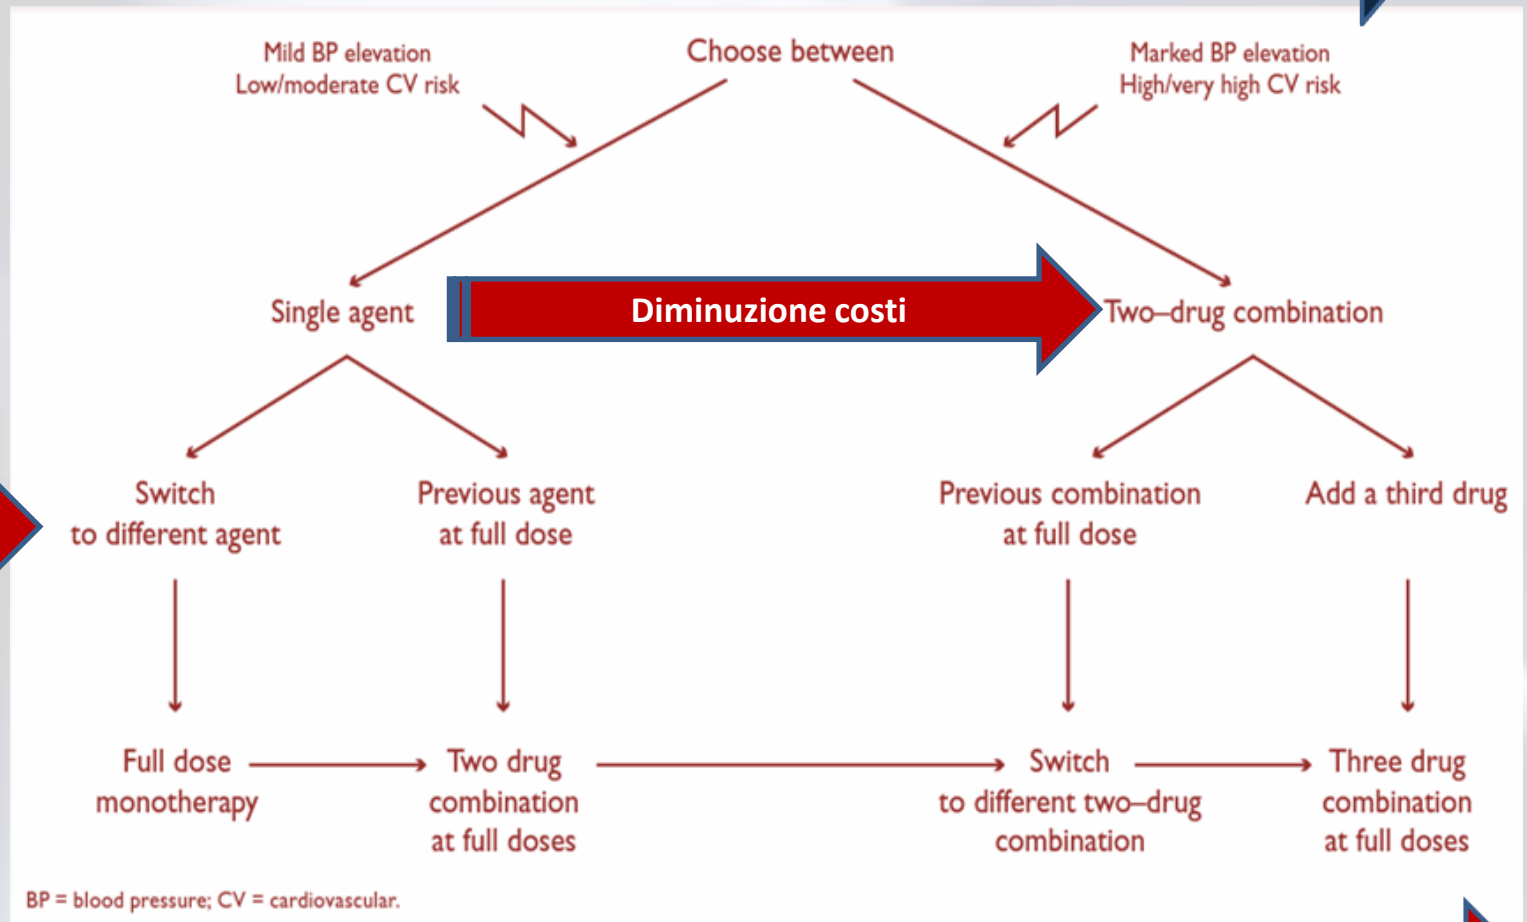 Mild BP elevation
Low/moderate CV risk
Choose between
Marked BP elevation
High/very high CV risk
Single agent
Diminuzione costi
Two–drug combination
Switch
to different agent
Previous agent
at full dose
Previous combination
at full dose
Add a third drug
Full dose
monotherapy
Two drug
combination
at full doses
Switch
to different two–drug
combination
Three drug
combination
at full doses
BP = blood pressure; CV = cardiovascular.